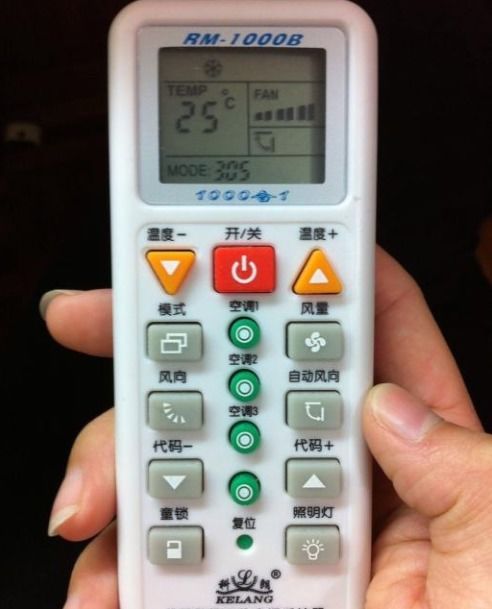 RM-1000B
TEMP
FAN
25°C
MODE: 305
1000合1
温度- 开/关 温度+
模式 空调1 风量
空调2
风向 自动风向
空调3
代码- 代码+
童锁 照明灯
复位
科 朗 ®
KELANG